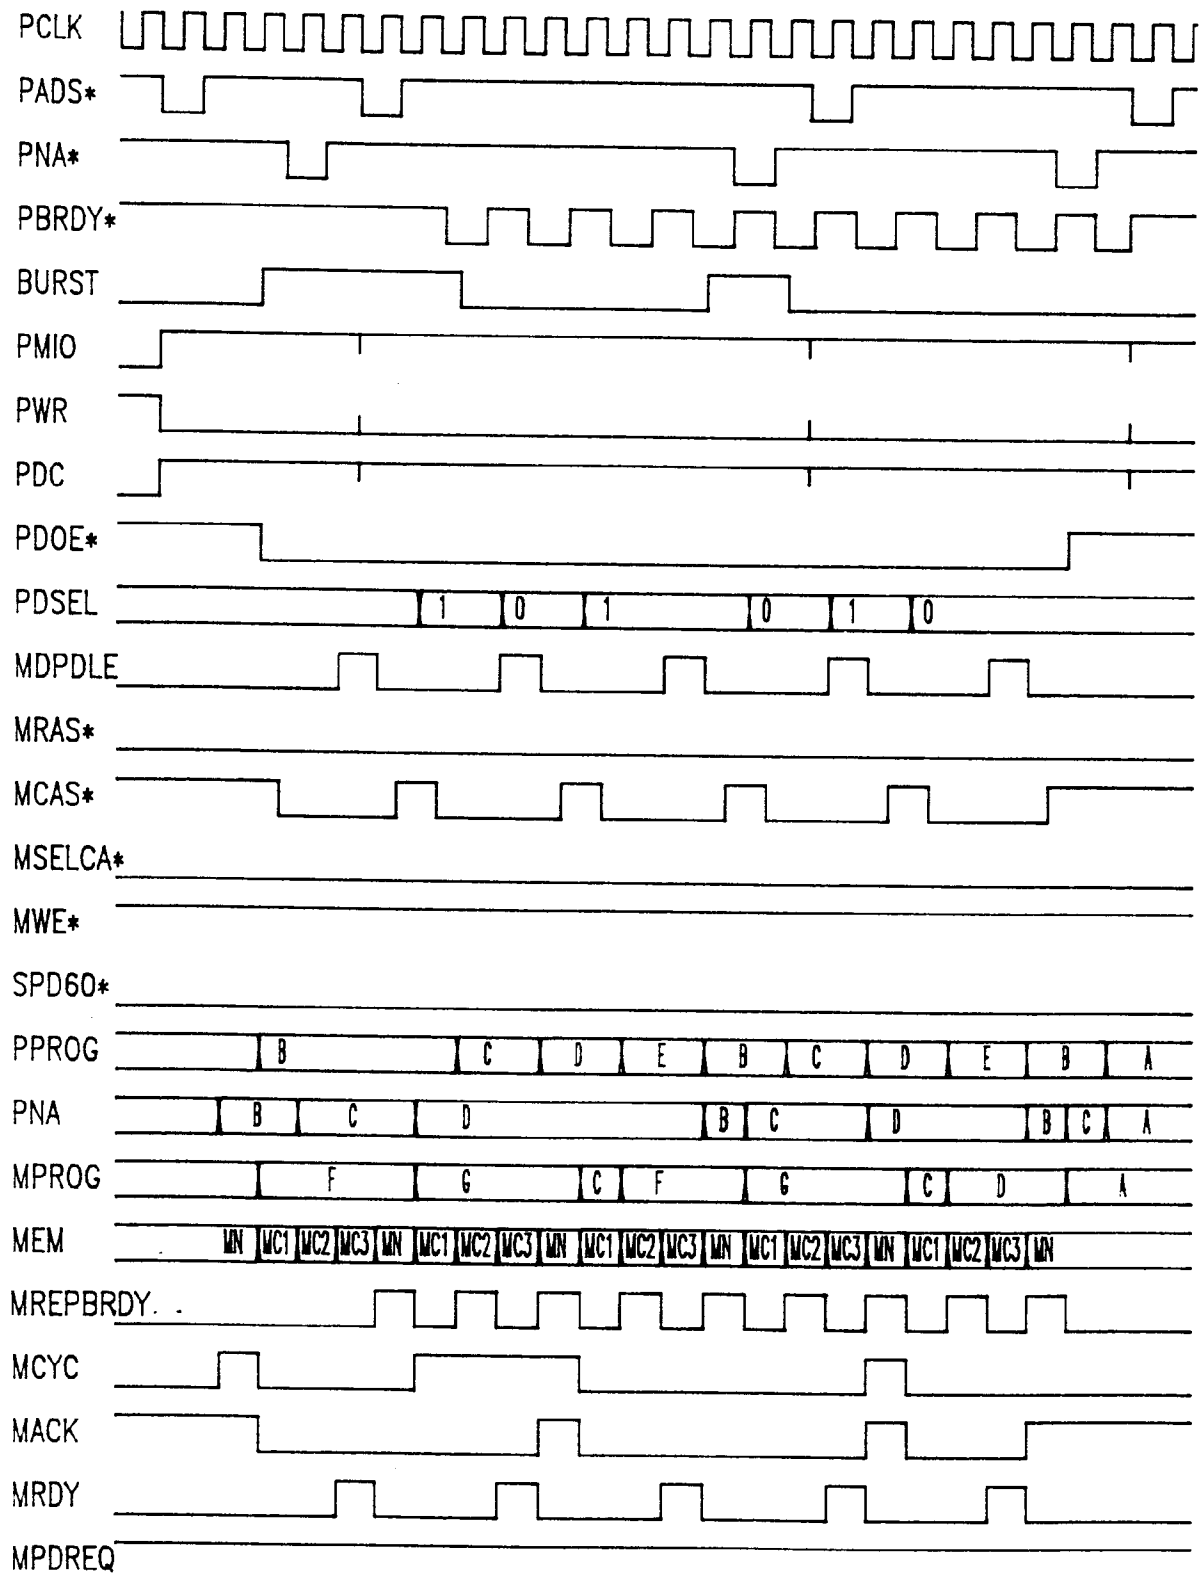 PCLK
PADS*
PNA*
PBRDY*
BURST
PMIO
PWR
PDC
PDOE*
PDSEL 1 0 1 0 1 0
MDPDLE
MRAS*
MCAS*
MSELCA*
MWE*
SPD60*
PPROG B C D E B C D E B A
PNA B C D B C D B C A
MPROG F G C F G C D A
MEM MN MC1 MC2 MC3 MN MC1 MC2 MC3 MN MC1 MC2 MC3 MN MC1 MC2 MC3 MN MC1 MC2 MC3 MN
MREPBRDY. .
MCYC
MACK
MRDY
MPDREQ